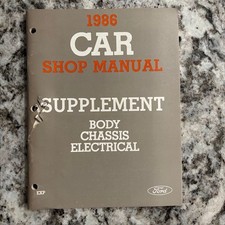 1986
CAR
SHOP MANUAL
SUPPLEMENT
BODY
CHASSIS
ELECTRICAL
EXP
Ford